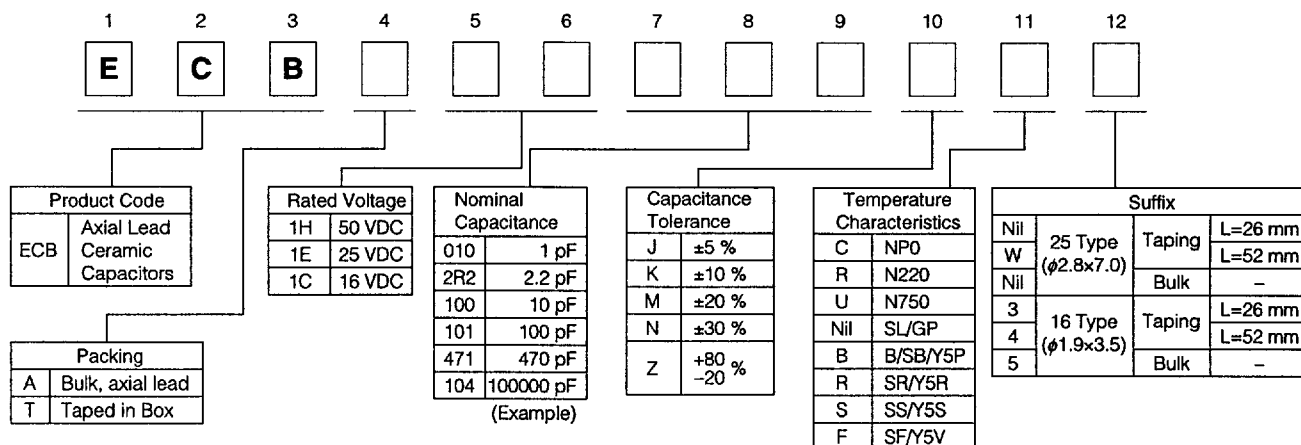 1 2 3 4 5 6 7 8 9 10 11 12
E C B
Product Code
ECB Axial Lead Ceramic Capacitors
Packing
A Bulk, axial lead
T Taped in Box
Rated Voltage
1H 50 VDC
1E 25 VDC
1C 16 VDC
Nominal Capacitance
010 1 pF
2R2 2.2 pF
100 10 pF
101 100 pF
471 470 pF
104 100000 pF
(Example)
Capacitance Tolerance
J ±5 %
K ±10 %
M ±20 %
N ±30 %
Z +80 −20 %
Temperature Characteristics
C NP0
R N220
U N750
Nil SL/GP
B B/SB/Y5P
R SR/Y5R
S SS/Y5S
F SF/Y5V
Suffix
Nil 25 Type (ϕ2.8×7.0) Taping L=26 mm
W L=52 mm
Nil Bulk –
3 16 Type (ϕ1.9×3.5) Taping L=26 mm
4 L=52 mm
5 Bulk –